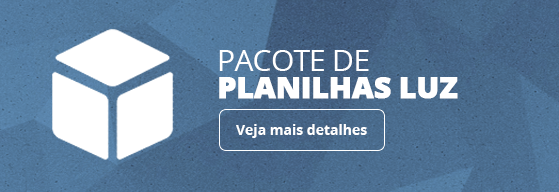 PACOTE DE
PLANILHAS LUZ
Veja mais detalhes